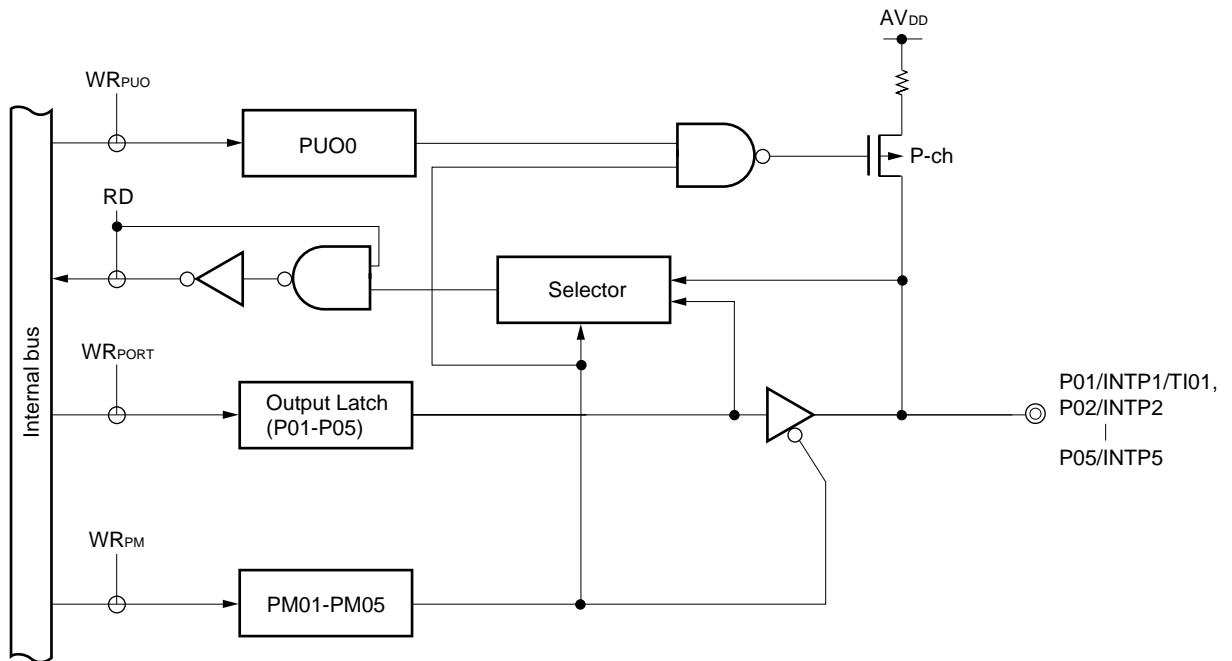 AVDD
WRPUO
PUO0
P-ch
RD
Selector
Internal bus
WRPORT
Output Latch
(P01-P05)
P01/INTP1/TI01,
P02/INTP2
P05/INTP5
WRPM
PM01-PM05